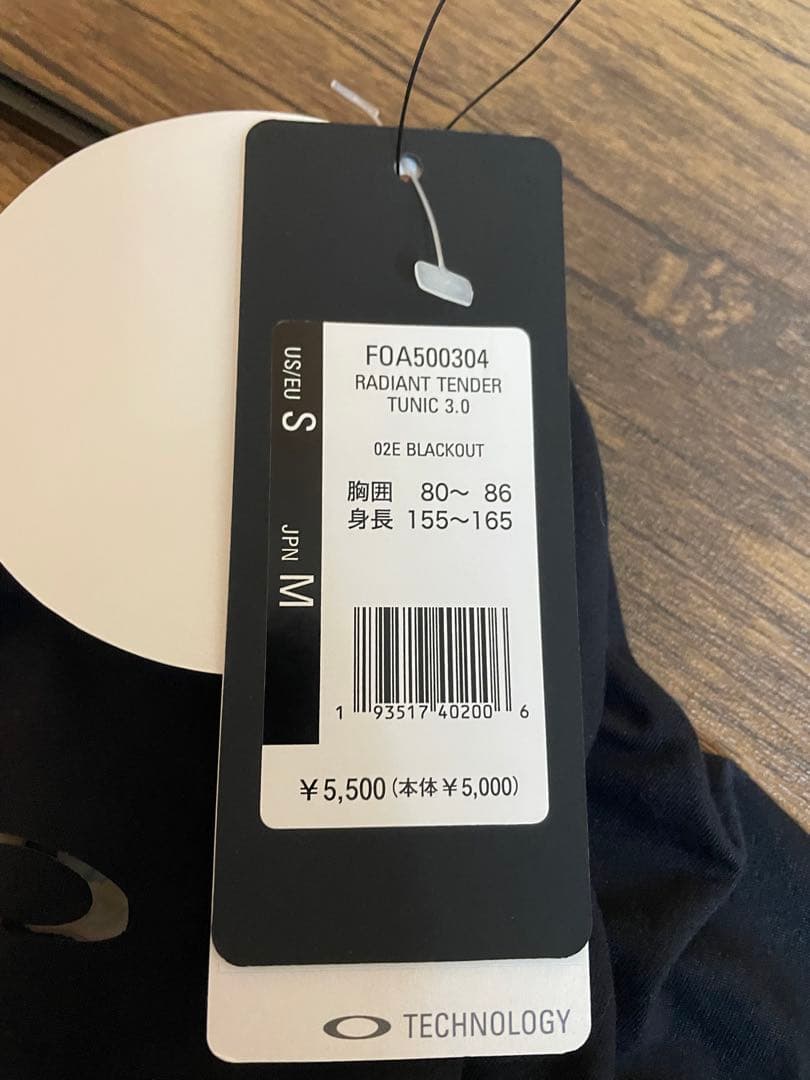 US/EU S
JPN M
FOA500304
RADIANT TENDER
TUNIC 3.0
02E BLACKOUT
胸囲 80〜 86
身長 155〜165
1 93517 40200 6
¥5,500(本体¥5,000)
TECHNOLOGY